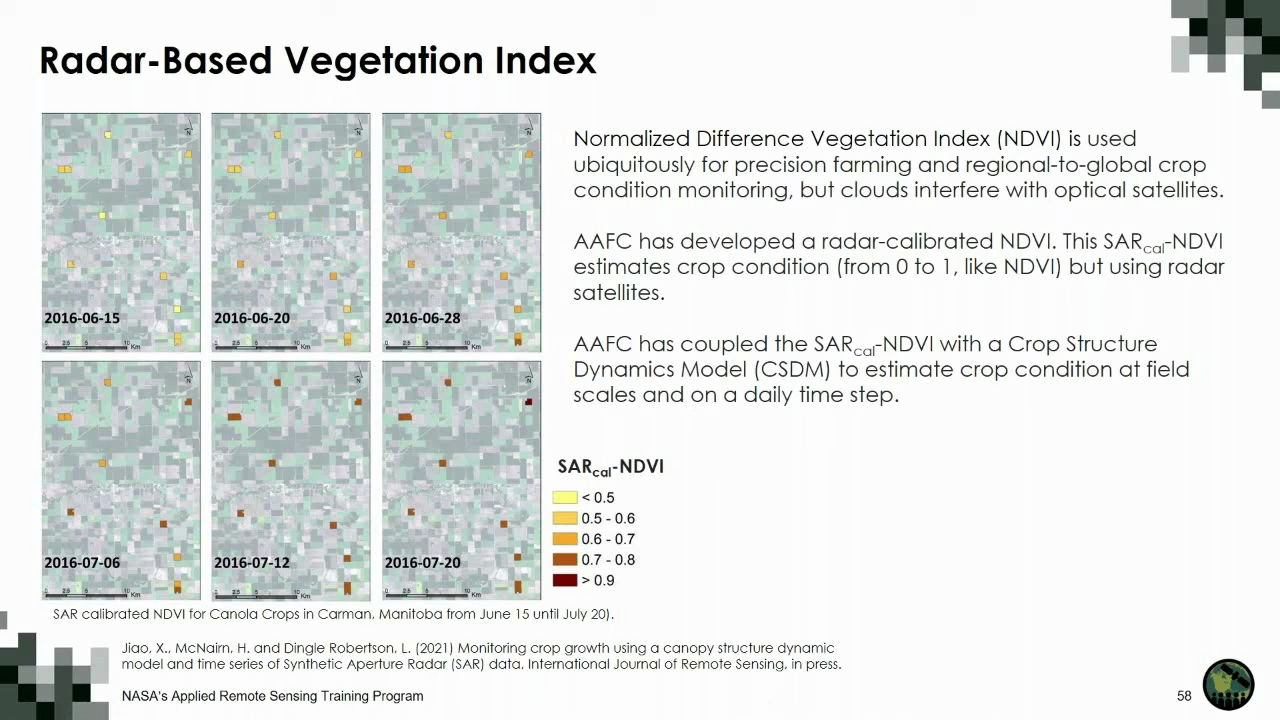 Radar-Based Vegetation Index
2016-06-15
2016-06-20
2016-06-28
2016-07-06
2016-07-12
2016-07-20
Normalized Difference Vegetation Index (NDVI) is used
ubiquitously for precision farming and regional-to-global crop
condition monitoring, but clouds interfere with optical satellites.
AAFC has developed a radar-calibrated NDVI. This SARcal-NDVI
estimates crop condition (from 0 to 1, like NDVI) but using radar
satellites.
AAFC has coupled the SARcal-NDVI with a Crop Structure
Dynamics Model (CSDM) to estimate crop condition at field
scales and on a daily time step.
SARcal-NDVI
< 0.5
0.5 - 0.6
0.6 - 0.7
0.7 - 0.8
> 0.9
SAR calibrated NDVI for Canola Crops in Carman, Manitoba from June 15 until July 20).
Jiao, X., McNairn, H. and Dingle Robertson, L. (2021) Monitoring crop growth using a canopy structure dynamic
model and time series of Synthetic Aperture Radar (SAR) data. International Journal of Remote Sensing, in press.
NASA's Applied Remote Sensing Training Program
58